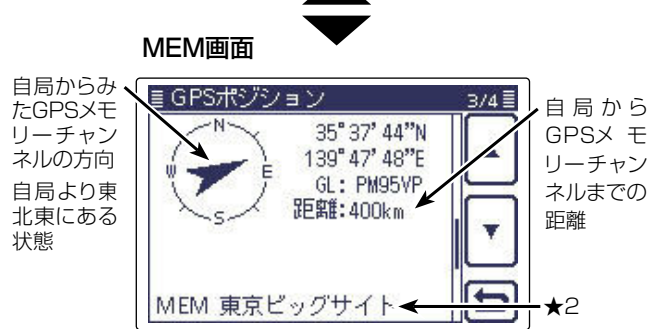 MEM画面
自局からみ
たGPSメモ
リーチャン
ネルの方向
自局より東
北東にある
状態
GPSポジション 3/4
N
W E
S
35°37'44”N
139°47'48”E
GL: PM95VP
距離:400km
MEM 東京ビッグサイト
自局から
GPSメモ
リーチャン
ネルまでの
距離
★2